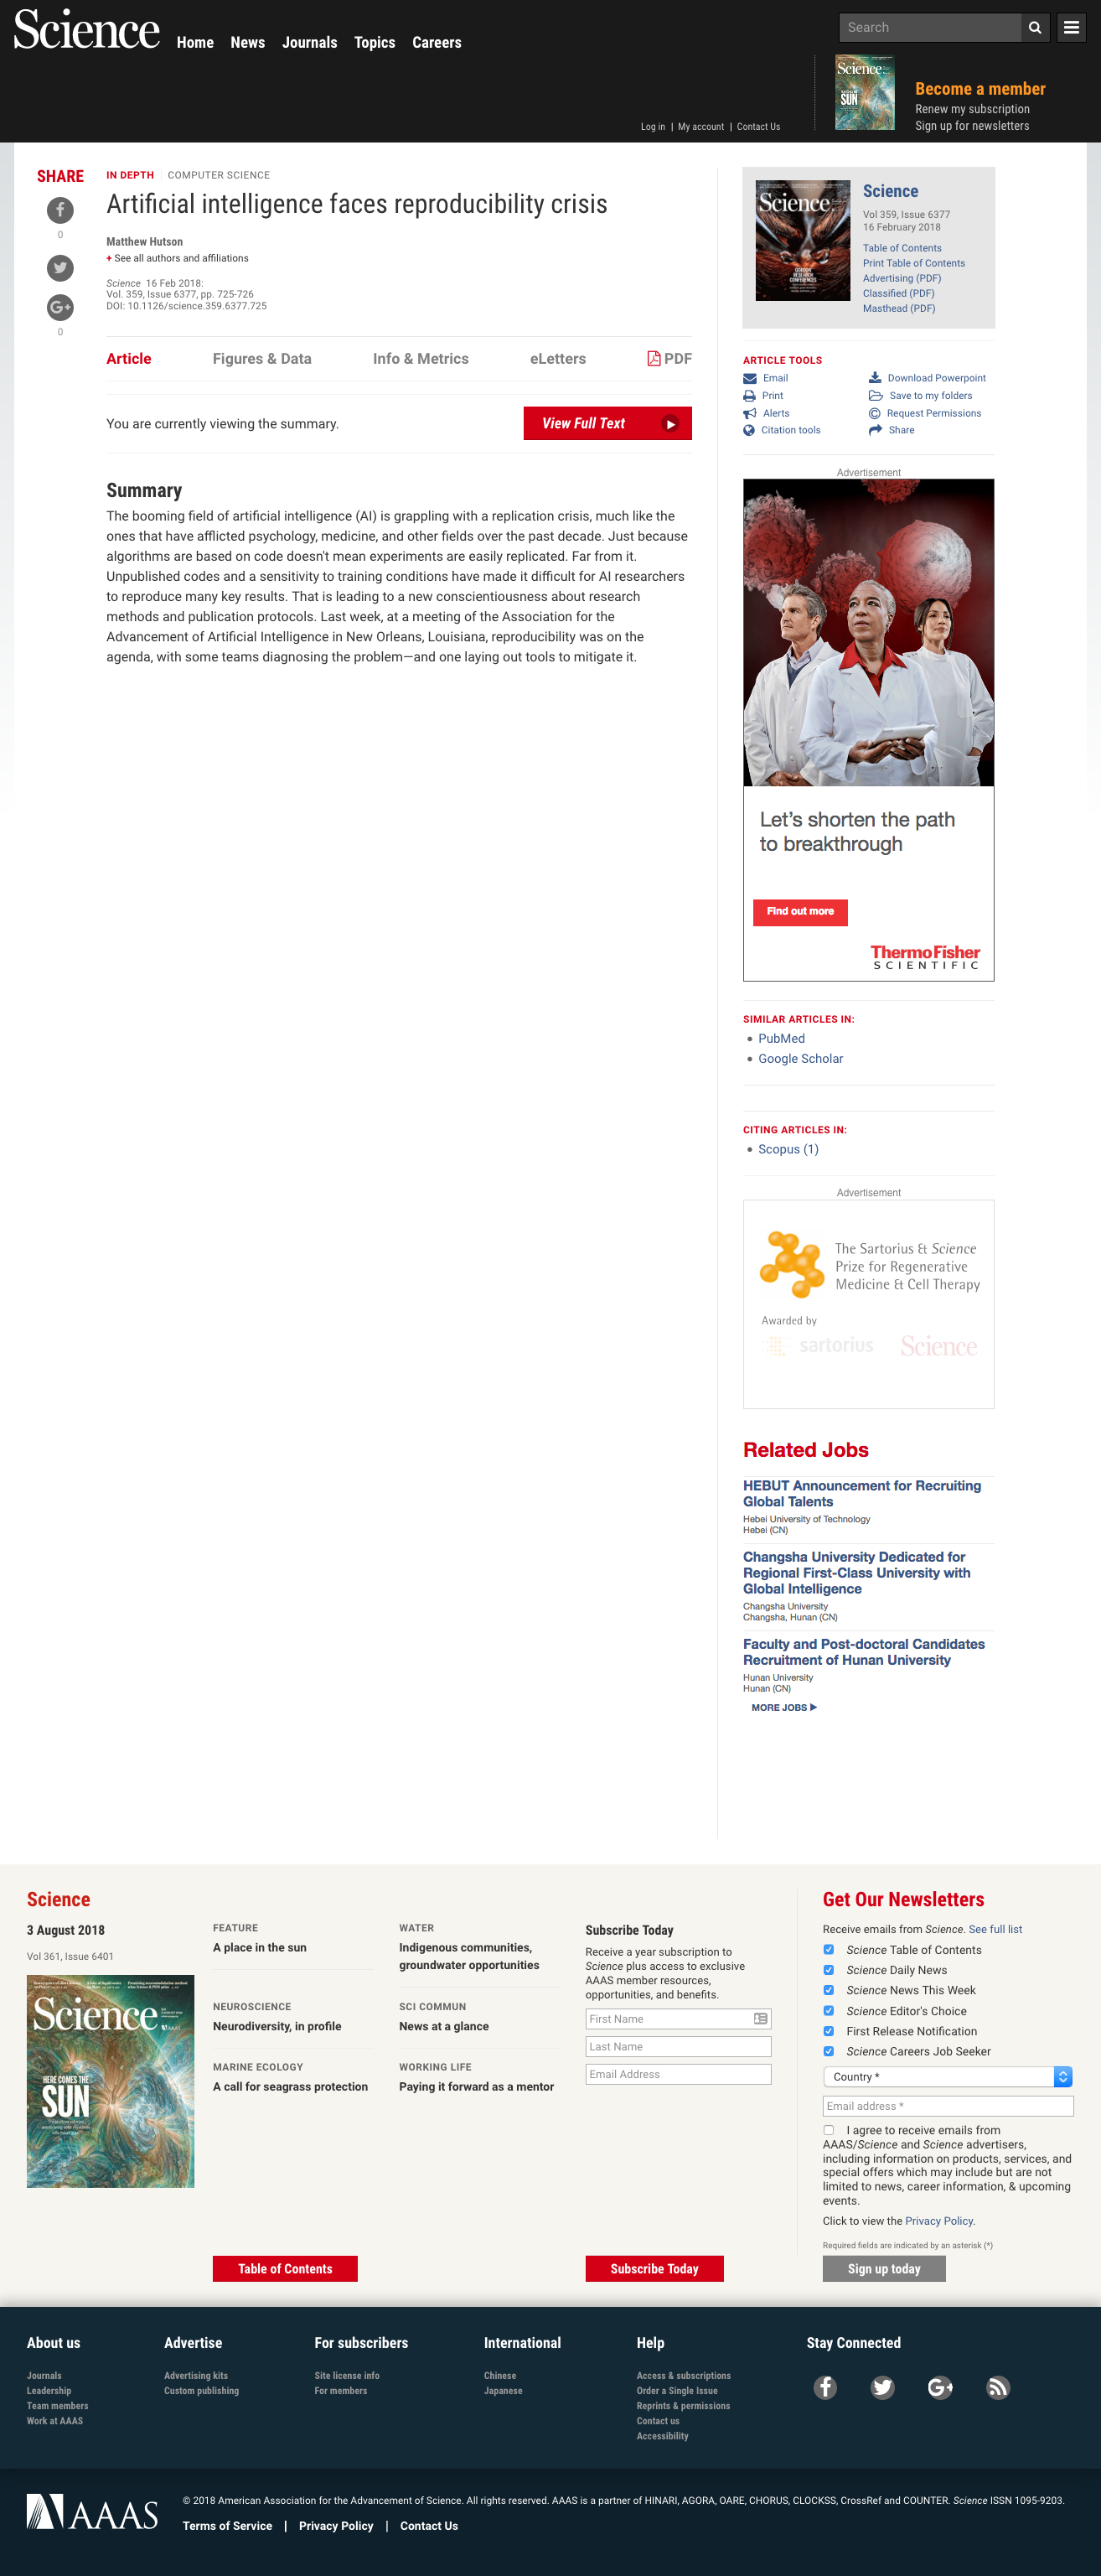 Science
Home News Journals Topics Careers
Search
Become a member
Renew my subscription
Sign up for newsletters
Log in | My account | Contact Us
SHARE
0
0
IN DEPTH COMPUTER SCIENCE
Artificial intelligence faces reproducibility crisis
Matthew Hutson
+ See all authors and affiliations
Science 16 Feb 2018:
Vol. 359, Issue 6377, pp. 725-726
DOI: 10.1126/science.359.6377.725
Article Figures & Data Info & Metrics eLetters PDF
You are currently viewing the summary.
View Full Text
Summary
The booming field of artificial intelligence (AI) is grappling with a replication crisis, much like the
ones that have afflicted psychology, medicine, and other fields over the past decade. Just because
algorithms are based on code doesn't mean experiments are easily replicated. Far from it.
Unpublished codes and a sensitivity to training conditions have made it difficult for AI researchers
to reproduce many key results. That is leading to a new conscientiousness about research
methods and publication protocols. Last week, at a meeting of the Association for the
Advancement of Artificial Intelligence in New Orleans, Louisiana, reproducibility was on the
agenda, with some teams diagnosing the problem—and one laying out tools to mitigate it.
Science
GORDON
RESEARCH
CONFERENCES
Science
Vol 359, Issue 6377
16 February 2018
Table of Contents
Print Table of Contents
Advertising (PDF)
Classified (PDF)
Masthead (PDF)
ARTICLE TOOLS
Email Download Powerpoint
Print Save to my folders
Alerts Request Permissions
Citation tools Share
Advertisement
Let's shorten the path
to breakthrough
Find out more
ThermoFisher
SCIENTIFIC
SIMILAR ARTICLES IN:
PubMed
Google Scholar
CITING ARTICLES IN:
Scopus (1)
Advertisement
The Sartorius & Science
Prize for Regenerative
Medicine & Cell Therapy
Awarded by
sartorius Science
Related Jobs
HEBUT Announcement for Recruiting
Global Talents
Hebei University of Technology
Hebei (CN)
Changsha University Dedicated for
Regional First-Class University with
Global Intelligence
Changsha University
Changsha, Hunan (CN)
Faculty and Post-doctoral Candidates
Recruitment of Hunan University
Hunan University
Hunan (CN)
MORE JOBS
Science
3 August 2018
Vol 361, Issue 6401
Science
AAAS
HERE COMES THE
SUN
FEATURE
A place in the sun
WATER
Indigenous communities,
groundwater opportunities
NEUROSCIENCE
Neurodiversity, in profile
SCI COMMUN
News at a glance
MARINE ECOLOGY
A call for seagrass protection
WORKING LIFE
Paying it forward as a mentor
Table of Contents
Subscribe Today
Receive a year subscription to
Science plus access to exclusive
AAAS member resources,
opportunities, and benefits.
First Name
Last Name
Email Address
Subscribe Today
Get Our Newsletters
Receive emails from Science. See full list
Science Table of Contents
Science Daily News
Science News This Week
Science Editor's Choice
First Release Notification
Science Careers Job Seeker
Country *
Email address *
I agree to receive emails from
AAAS/Science and Science advertisers,
including information on products, services, and
special offers which may include but are not
limited to news, career information, & upcoming
events.
Click to view the Privacy Policy.
Required fields are indicated by an asterisk (*)
Sign up today
About us
Journals
Leadership
Team members
Work at AAAS
Advertise
Advertising kits
Custom publishing
For subscribers
Site license info
For members
International
Chinese
Japanese
Help
Access & subscriptions
Order a Single Issue
Reprints & permissions
Contact us
Accessibility
Stay Connected
AAAS
© 2018 American Association for the Advancement of Science. All rights reserved. AAAS is a partner of HINARI, AGORA, OARE, CHORUS, CLOCKSS, CrossRef and COUNTER. Science ISSN 1095-9203.
Terms of Service | Privacy Policy | Contact Us